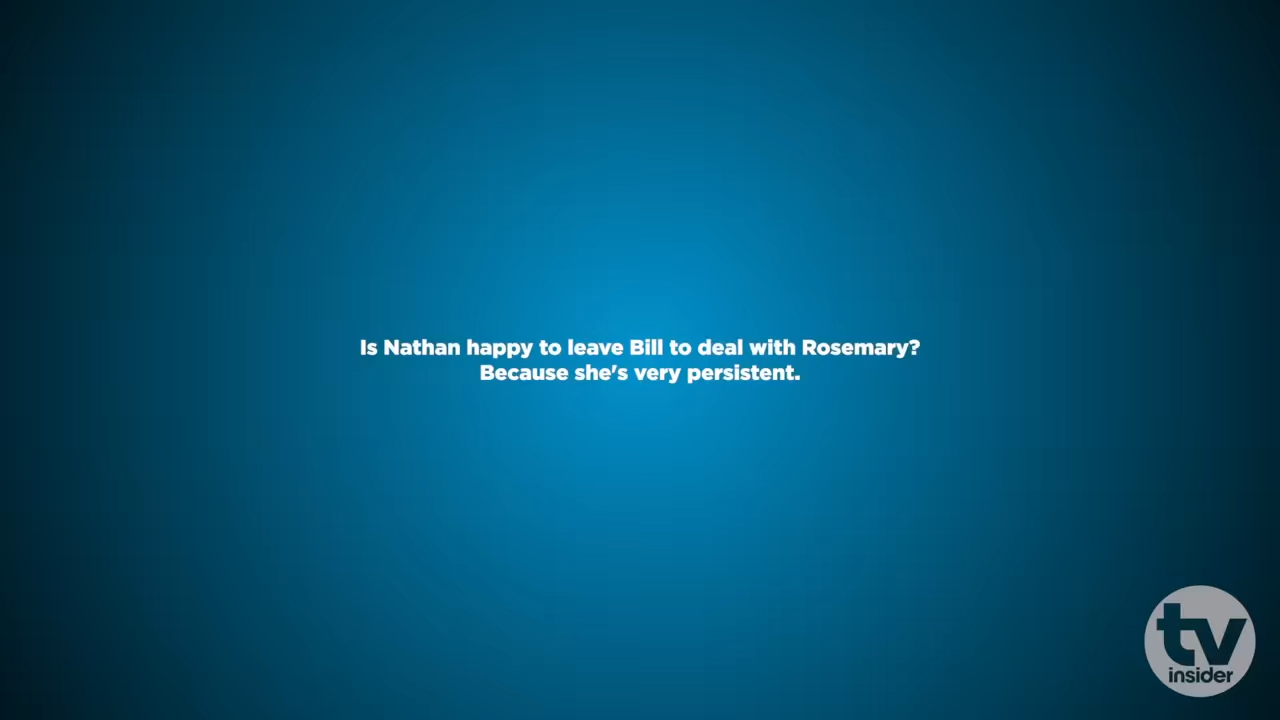 Is Nathan happy to leave Bill to deal with Rosemary?
Because she's very persistent.
tv
insider